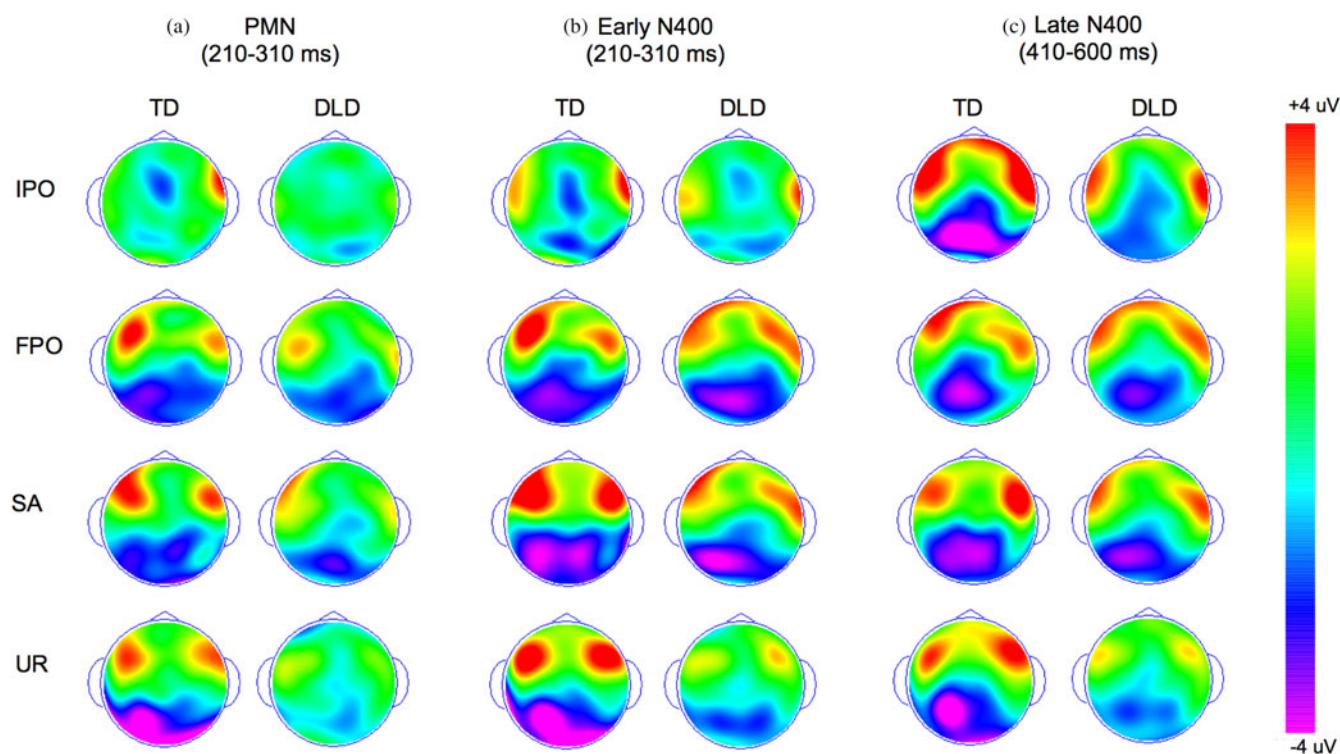 (a) PMN
(210-310 ms)
(b) Early N400
(210-310 ms)
(c) Late N400
(410-600 ms)
TD DLD TD DLD TD DLD
+4 uV
IPO
FPO
SA
UR
-4 uV